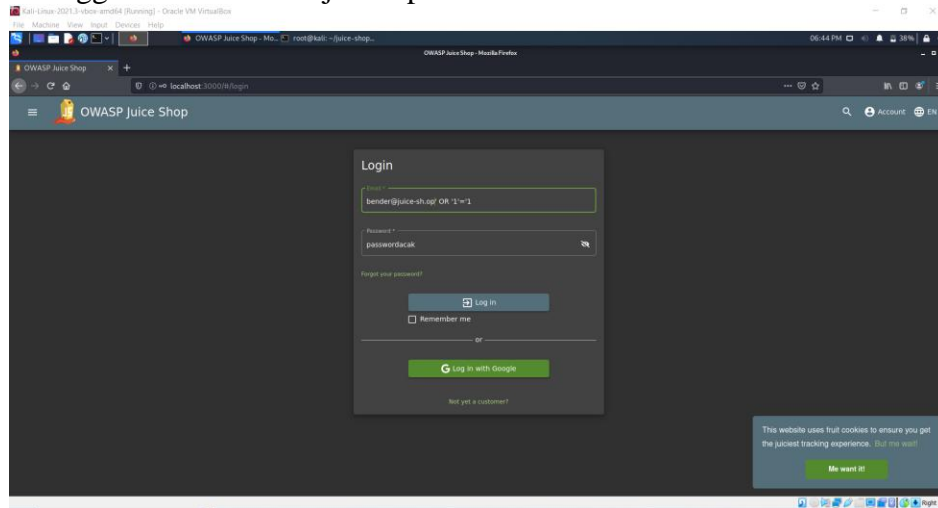 Kali-Linux-2021.3-vbox-amd64 [Running] - Oracle VM VirtualBox
File Machine View Input Devices Help
OWASP Juice Shop - Mo... root@kali: ~/juice-shop...
06:44 PM 38%
OWASP Juice Shop - Mozilla Firefox
OWASP Juice Shop
localhost:3000/#/login
OWASP Juice Shop
Account EN
Login
Email *
bender@juice-sh.op' OR '1'='1
Password *
passwordacak
Forgot your password?
Log in
Remember me
or
Log in with Google
Not yet a customer?
This website uses fruit cookies to ensure you get
the juiciest tracking experience. But me wait!
Me want it!
Right